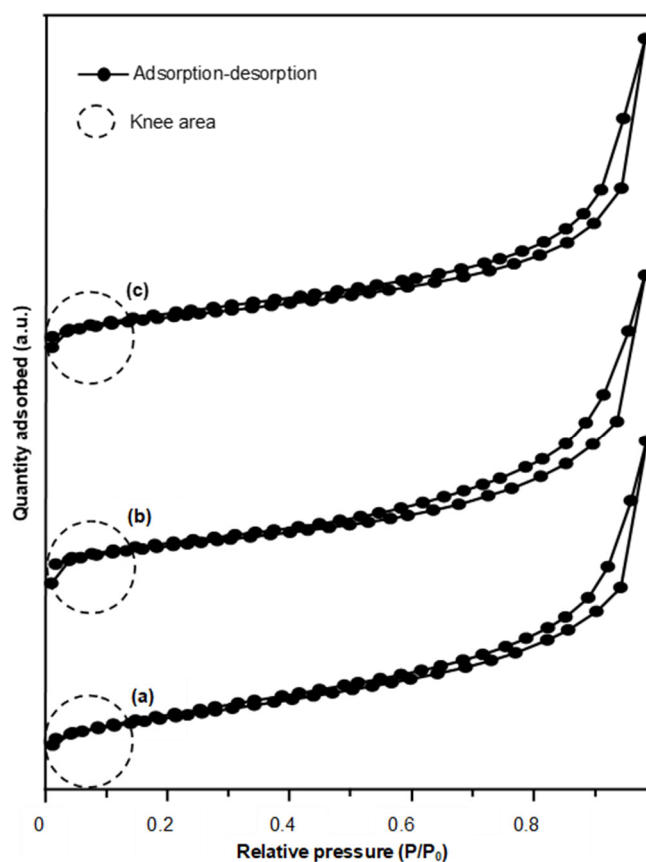 Adsorption-desorption
Knee area
(c)
(b)
(a)
Quantity adsorbed (a.u.)
0 0.2 0.4 0.6 0.8
Relative pressure (P/P₀)